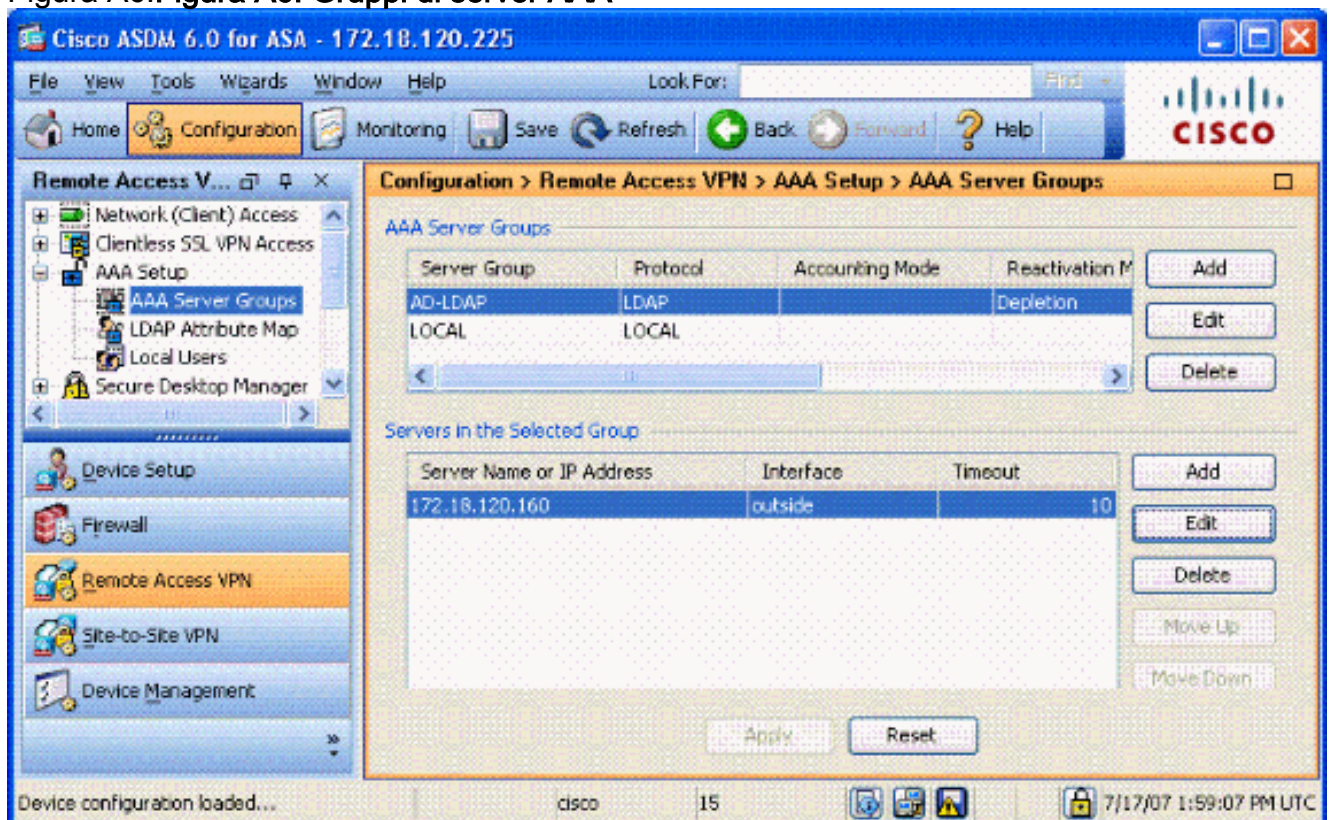 Figura A5. Gruppi di server AAA
Cisco ASDM 6.0 for ASA - 172.18.120.225
File View Tools Wizards Window Help Look For: Find
Home Configuration Monitoring Save Refresh Back Forward Help
CISCO
Remote Access V...
Network (Client) Access
Clientless SSL VPN Access
AAA Setup
AAA Server Groups
LDAP Attribute Map
Local Users
Secure Desktop Manager
Device Setup
Firewall
Remote Access VPN
Site-to-Site VPN
Device Management
Configuration > Remote Access VPN > AAA Setup > AAA Server Groups
AAA Server Groups
Server Group Protocol Accounting Mode Reactivation M
AD-LDAP LDAP Depletion
LOCAL LOCAL
Add
Edit
Delete
Servers in the Selected Group
Server Name or IP Address Interface Timeout
172.18.120.160 outside 10
Add
Edit
Delete
Move Up
Move Down
Apply Reset
Device configuration loaded... cisco 15 7/17/07 1:59:07 PM UTC